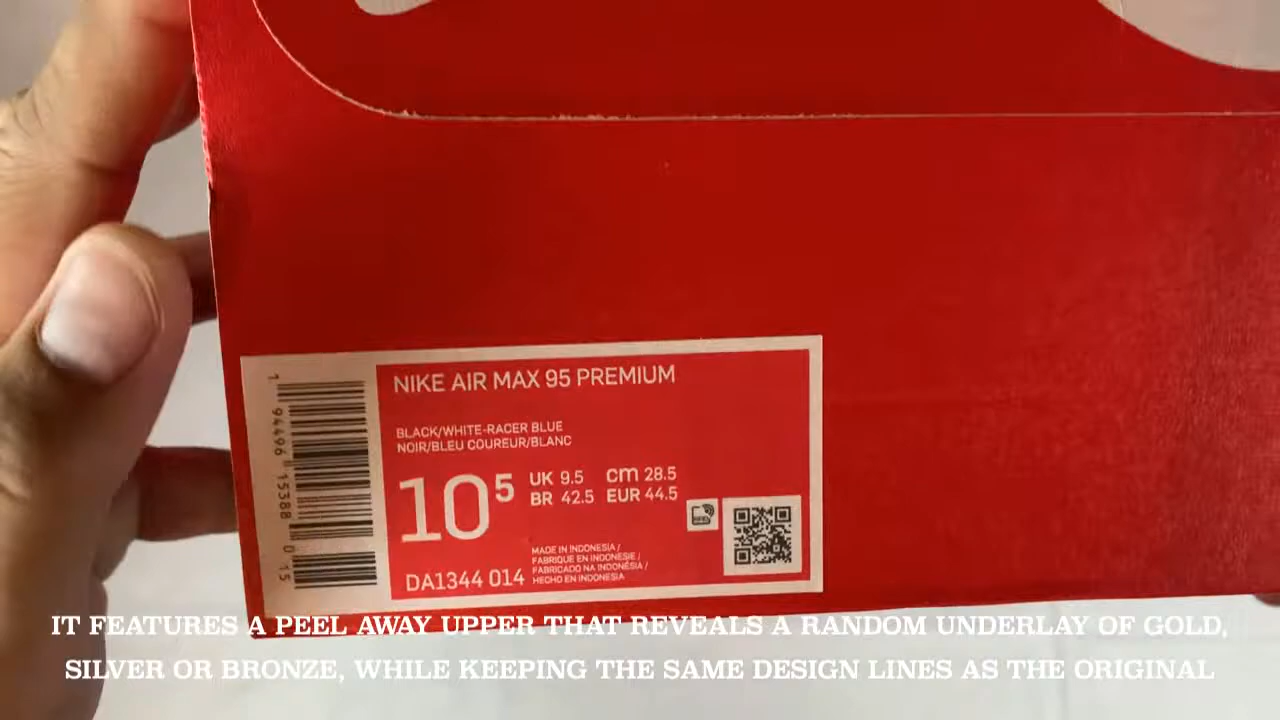 NIKE AIR MAX 95 PREMIUM
BLACK/WHITE-RACER BLUE
NOIR/BLEU COUREUR/BLANC
10 5
UK 9.5 cm 28.5
BR 42.5 EUR 44.5
MADE IN INDONESIA /
FABRIQUE EN INDONESIE /
FABRICADO NA INDONÉSIA /
HECHO EN INDONESIA
DA1344 014
1 94496 15388 0 15
IT FEATURES A PEEL AWAY UPPER THAT REVEALS A RANDOM UNDERLAY OF GOLD,
SILVER OR BRONZE, WHILE KEEPING THE SAME DESIGN LINES AS THE ORIGINAL